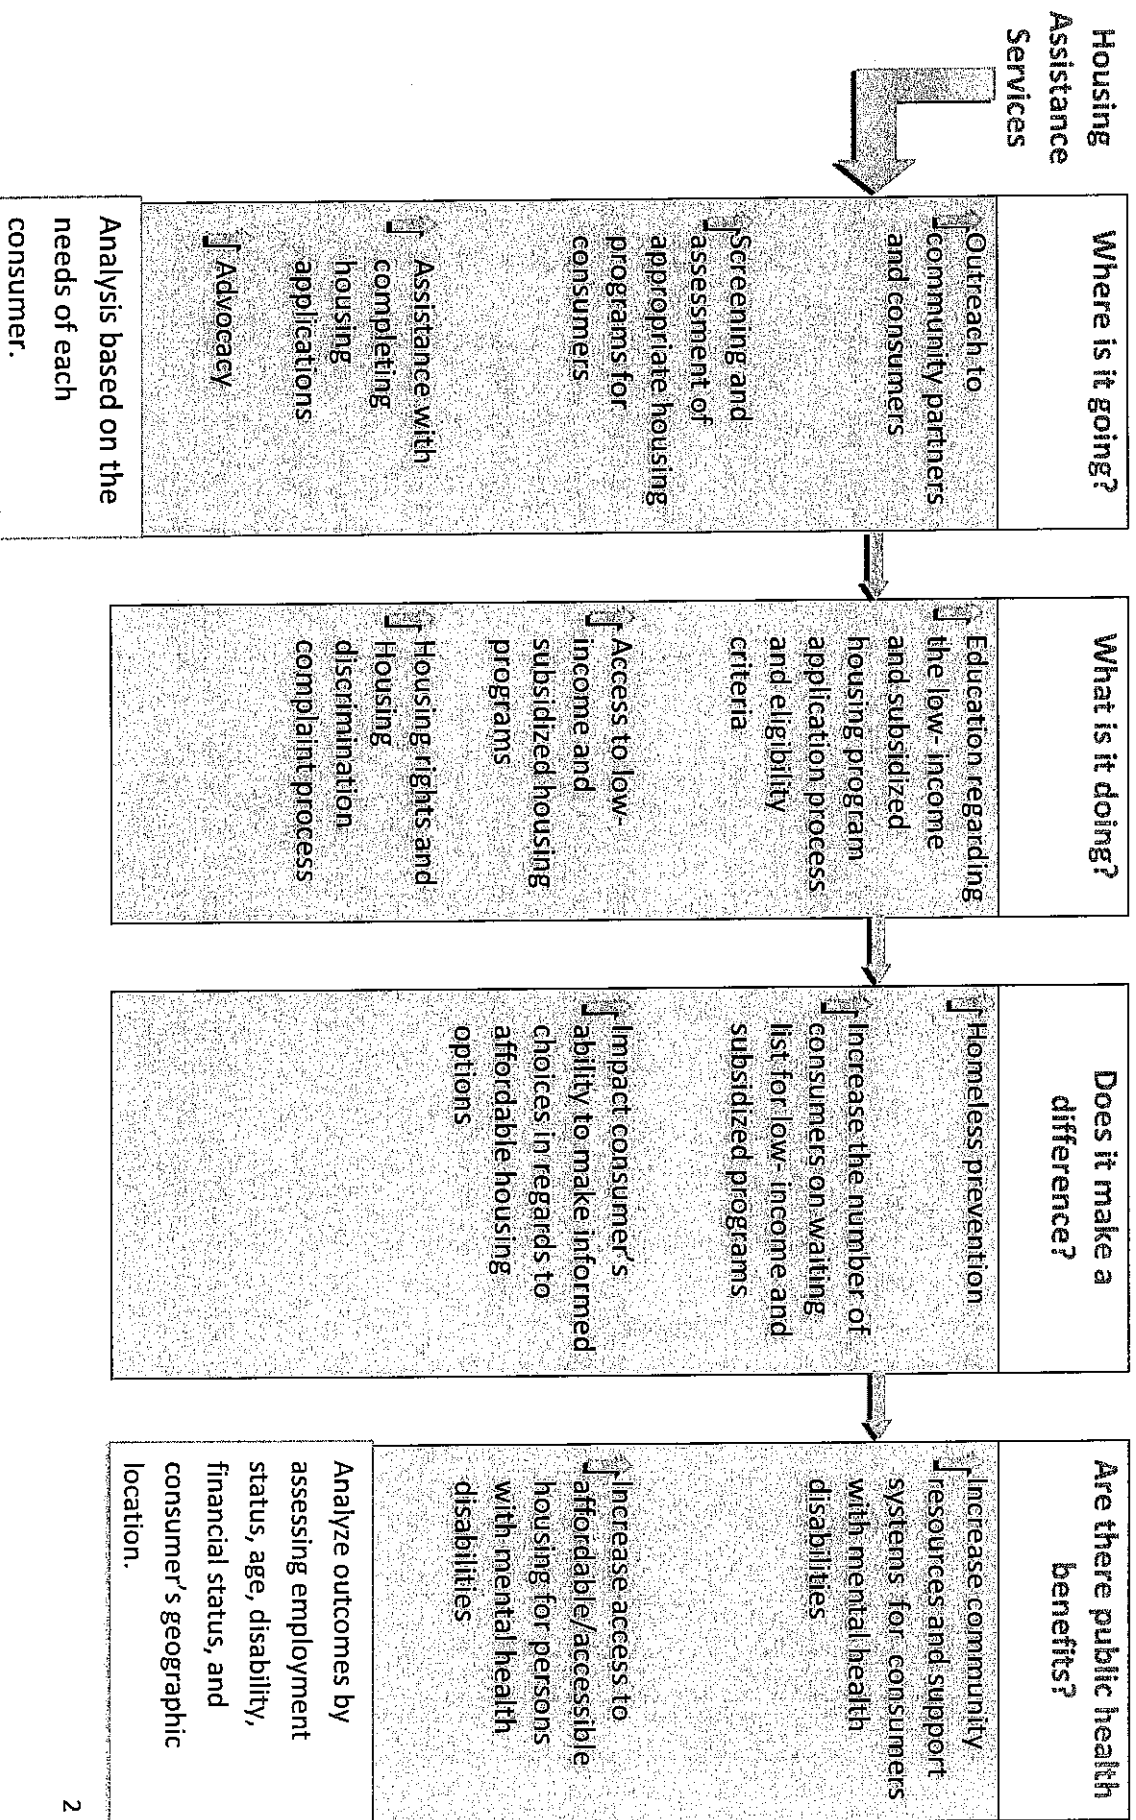 Housing
Assistance
Services
Where is it going?
Outreach to
community partners
and consumers
Screening and
assessment of
appropriate housing
programs for
consumers
Assistance with
completing
housing
applications
Advocacy
Analysis based on the
needs of each
consumer.
What is it doing?
Education regarding
the low- income
and subsidized
housing program
application process
and eligibility
criteria
Access to low-
income and
subsidized housing
programs
Housing rights and
Housing
discrimination
complaint process
Does it make a
difference?
Homeless prevention
Increase the number of
consumers on waiting
list for low- income and
subsidized programs
Impact consumer's
ability to make informed
choices in regards to
affordable housing
options
Are there public health
benefits?
Increase community
resources and support
systems for consumers
with mental health
disabilities
Increase access to
affordable/accessible
housing for persons
with mental health
disabilities
Analyze outcomes by
assessing employment
status, age, disability,
financial status, and
consumer's geographic
location.
2